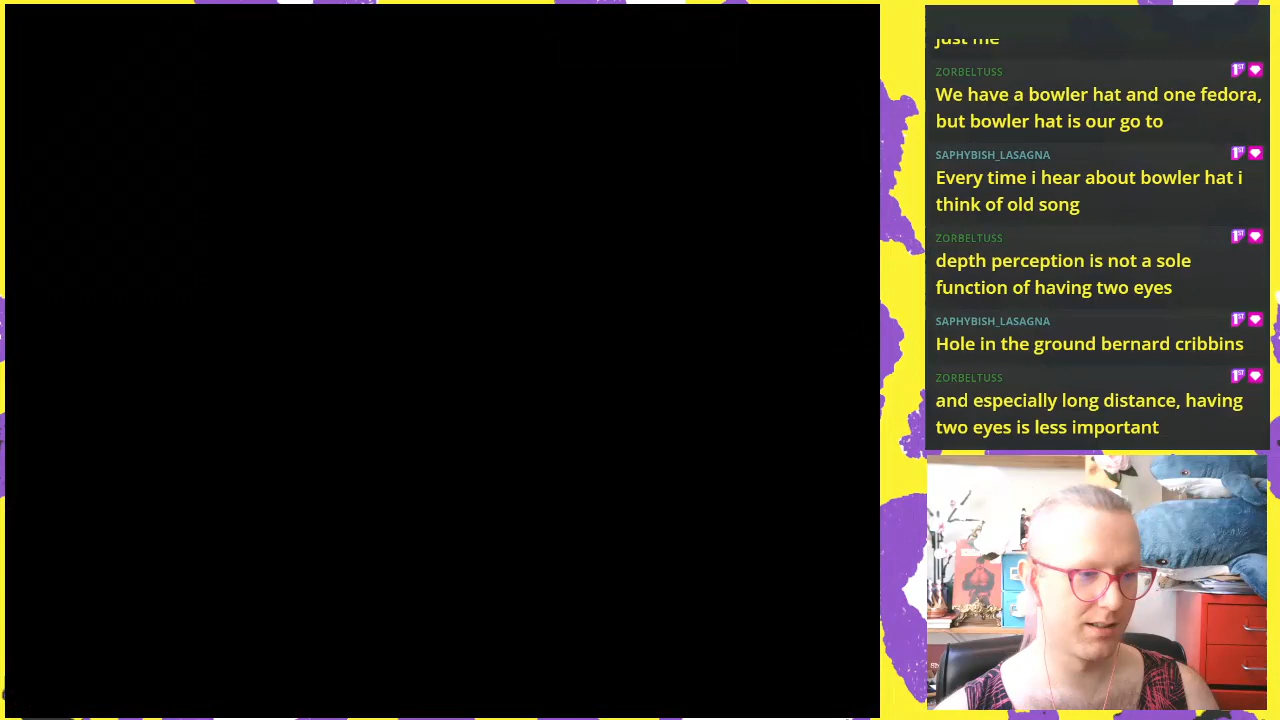 just me
ZORBELTUSS
We have a bowler hat and one fedora,
but bowler hat is our go to
SAPHYBISH_LASAGNA
Every time i hear about bowler hat i
think of old song
ZORBELTUSS
depth perception is not a sole
function of having two eyes
SAPHYBISH_LASAGNA
Hole in the ground bernard cribbins
ZORBELTUSS
and especially long distance, having
two eyes is less important